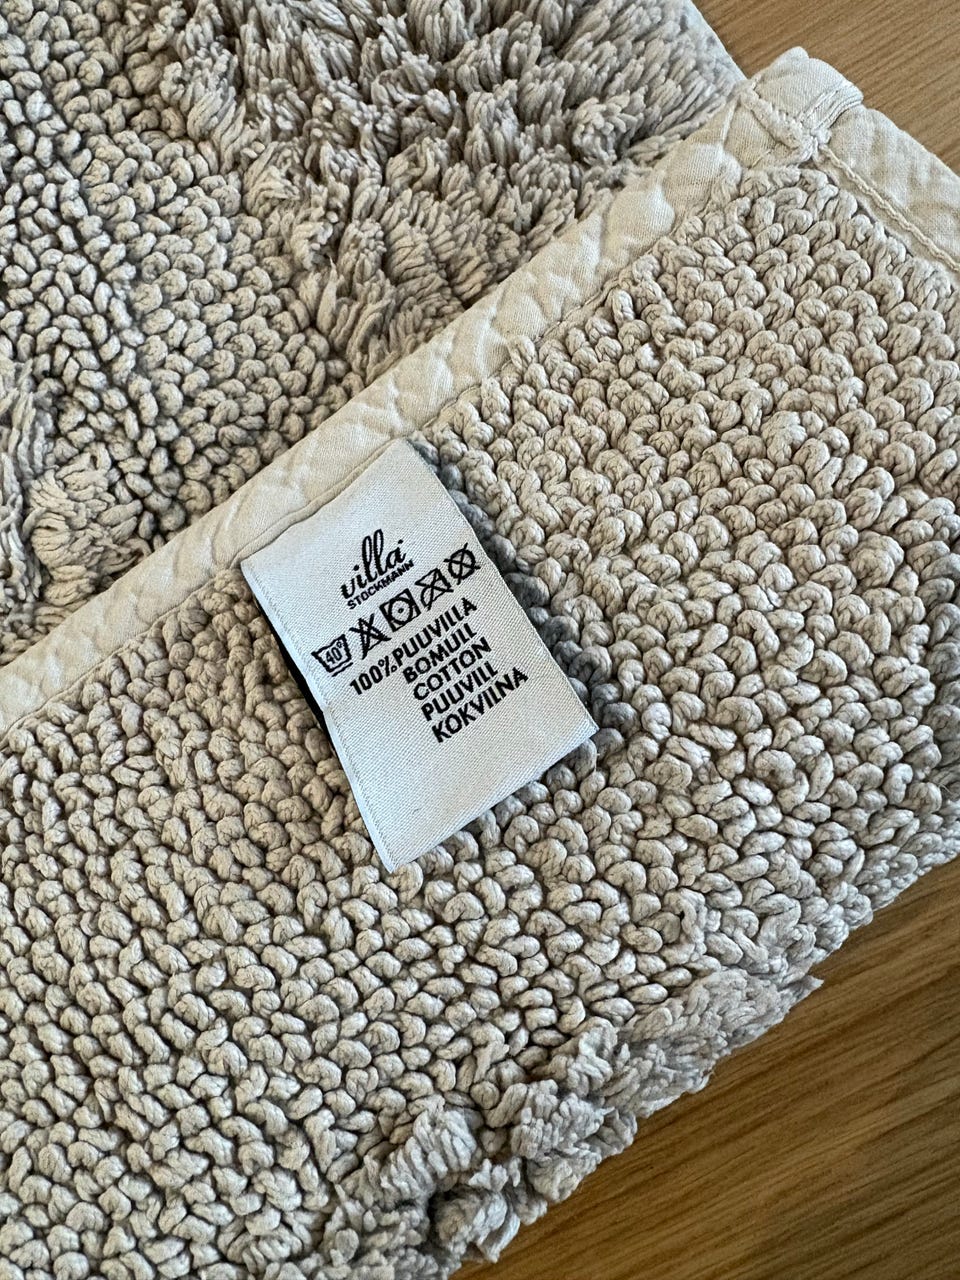 villa
STOCKMANN
40°
100% PUUVILLA
BOMULL
COTTON
PUUVILL
KOKVILNA